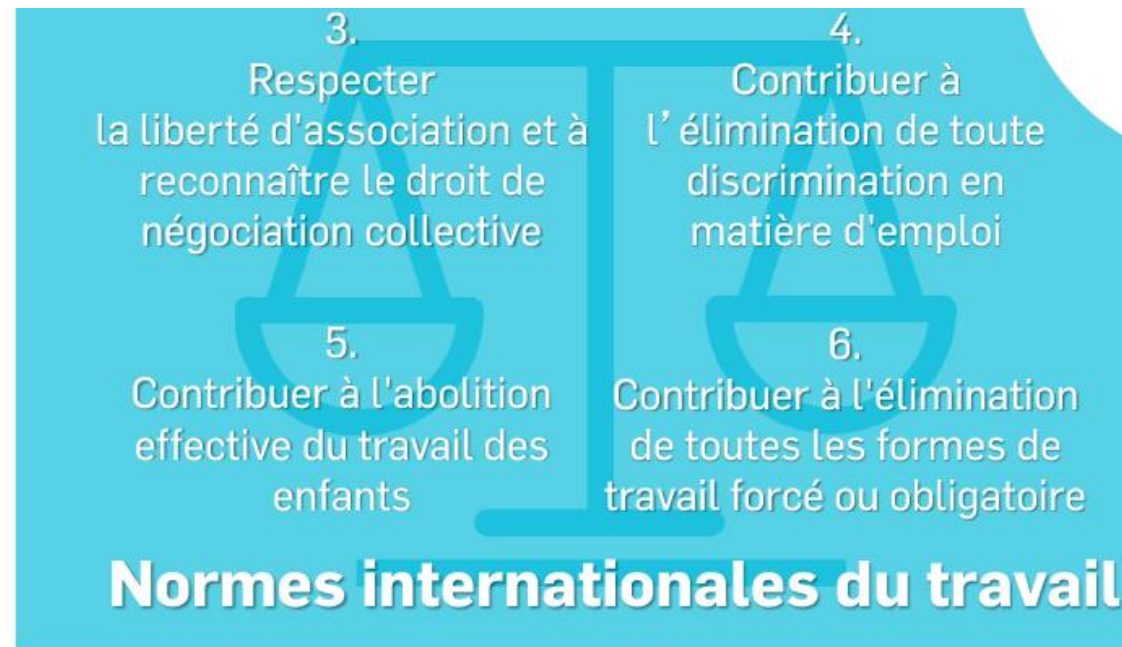 3.
Respecter
la liberté d'association et à
reconnaître le droit de
négociation collective
4.
Contribuer à
l’élimination de toute
discrimination en
matière d'emploi
5.
Contribuer à l'abolition
effective du travail des
enfants
6.
Contribuer à l'élimination
de toutes les formes de
travail forcé ou obligatoire
Normes internationales du travail